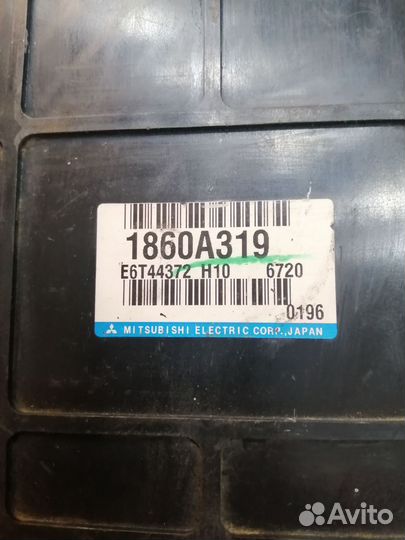 1860A319
E6T44372 H10 6720
0196
MITSUBISHI ELECTRIC CORP.,JAPAN
Avito